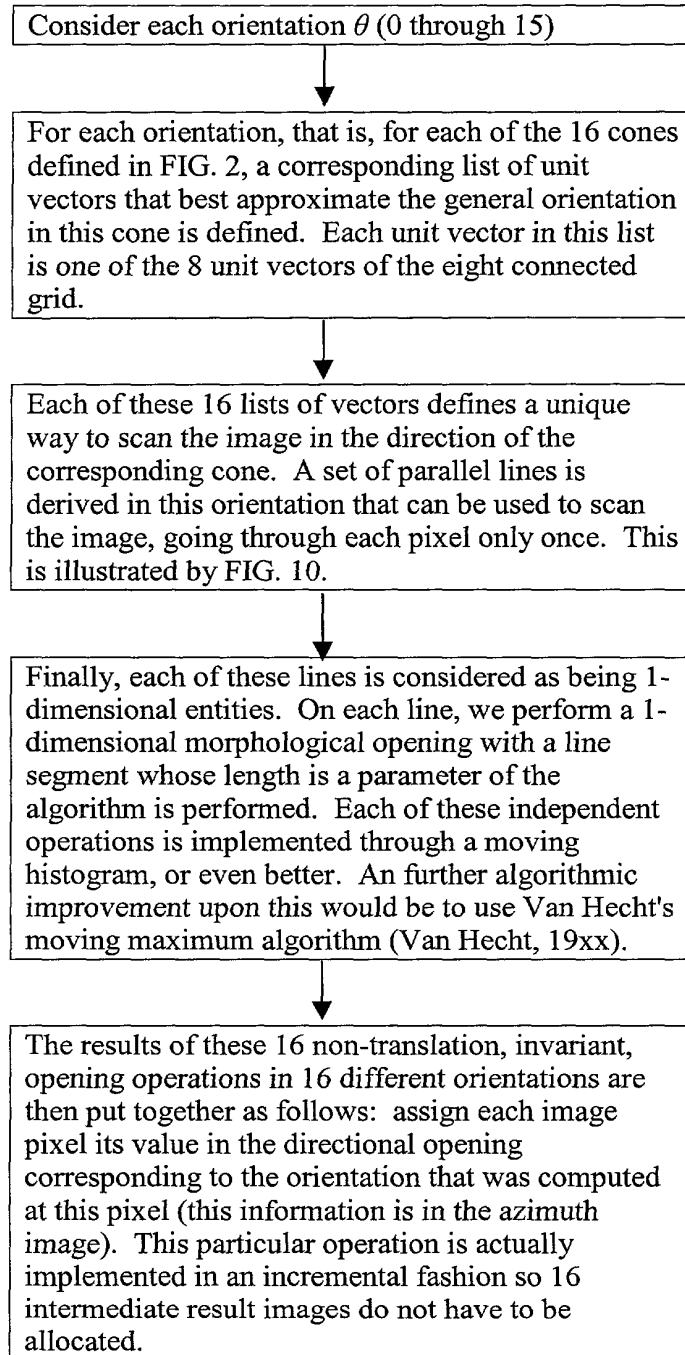 Consider each orientation θ (0 through 15)
For each orientation, that is, for each of the 16 cones
defined in FIG. 2, a corresponding list of unit
vectors that best approximate the general orientation
in this cone is defined.  Each unit vector in this list
is one of the 8 unit vectors of the eight connected
grid.
Each of these 16 lists of vectors defines a unique
way to scan the image in the direction of the
corresponding cone.  A set of parallel lines is
derived in this orientation that can be used to scan
the image, going through each pixel only once.  This
is illustrated by FIG. 10.
Finally, each of these lines is considered as being 1-
dimensional entities.  On each line, we perform a 1-
dimensional morphological opening with a line
segment whose length is a parameter of the
algorithm is performed.  Each of these independent
operations is implemented through a moving
histogram, or even better.  An further algorithmic
improvement upon this would be to use Van Hecht's
moving maximum algorithm (Van Hecht, 19xx).
The results of these 16 non-translation, invariant,
opening operations in 16 different orientations are
then put together as follows:  assign each image
pixel its value in the directional opening
corresponding to the orientation that was computed
at this pixel (this information is in the azimuth
image).  This particular operation is actually
implemented in an incremental fashion so 16
intermediate result images do not have to be
allocated.